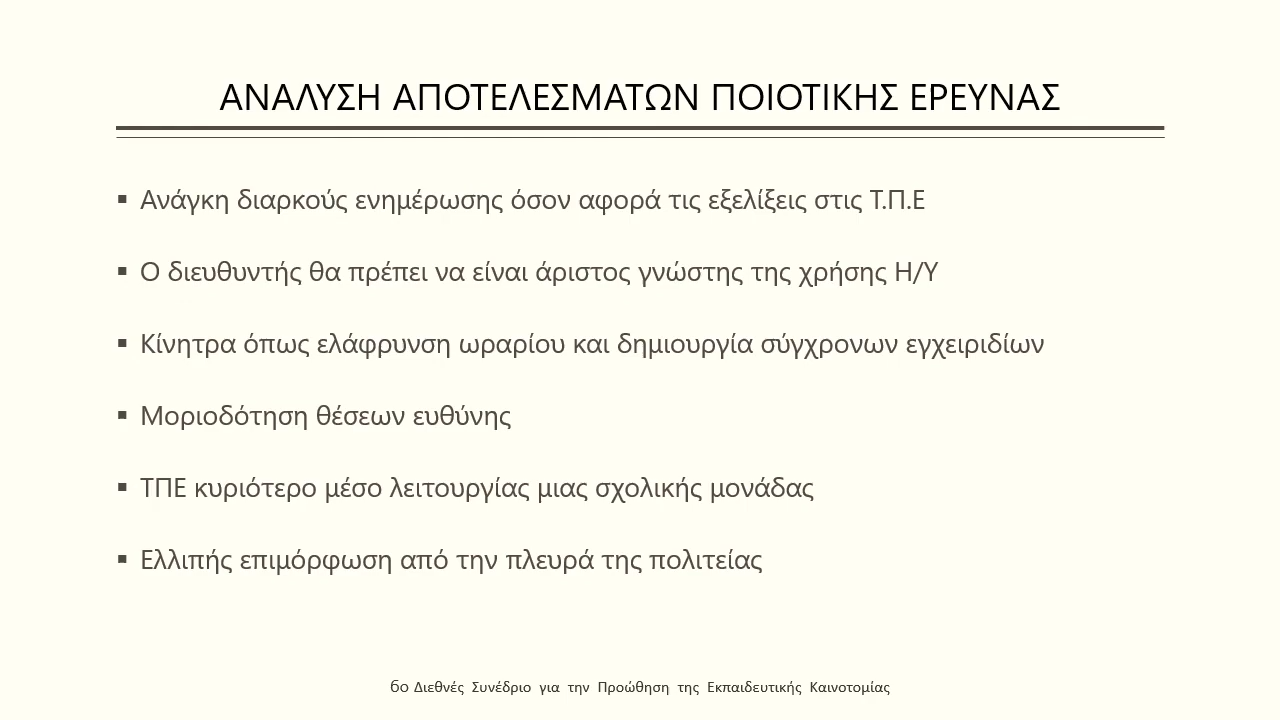 ΑΝΑΛΥΣΗ ΑΠΟΤΕΛΕΣΜΑΤΩΝ ΠΟΙΟΤΙΚΗΣ ΕΡΕΥΝΑΣ
▪ Ανάγκη διαρκούς ενημέρωσης όσον αφορά τις εξελίξεις στις Τ.Π.Ε
▪ Ο διευθυντής θα πρέπει να είναι άριστος γνώστης της χρήσης Η/Υ
▪ Κίνητρα όπως ελάφρυνση ωραρίου και δημιουργία σύγχρονων εγχειριδίων
▪ Μοριοδότηση θέσεων ευθύνης
▪ ΤΠΕ κυριότερο μέσο λειτουργίας μιας σχολικής μονάδας
▪ Ελλιπής επιμόρφωση από την πλευρά της πολιτείας
6ο Διεθνές Συνέδριο για την Προώθηση της Εκπαιδευτικής Καινοτομίας